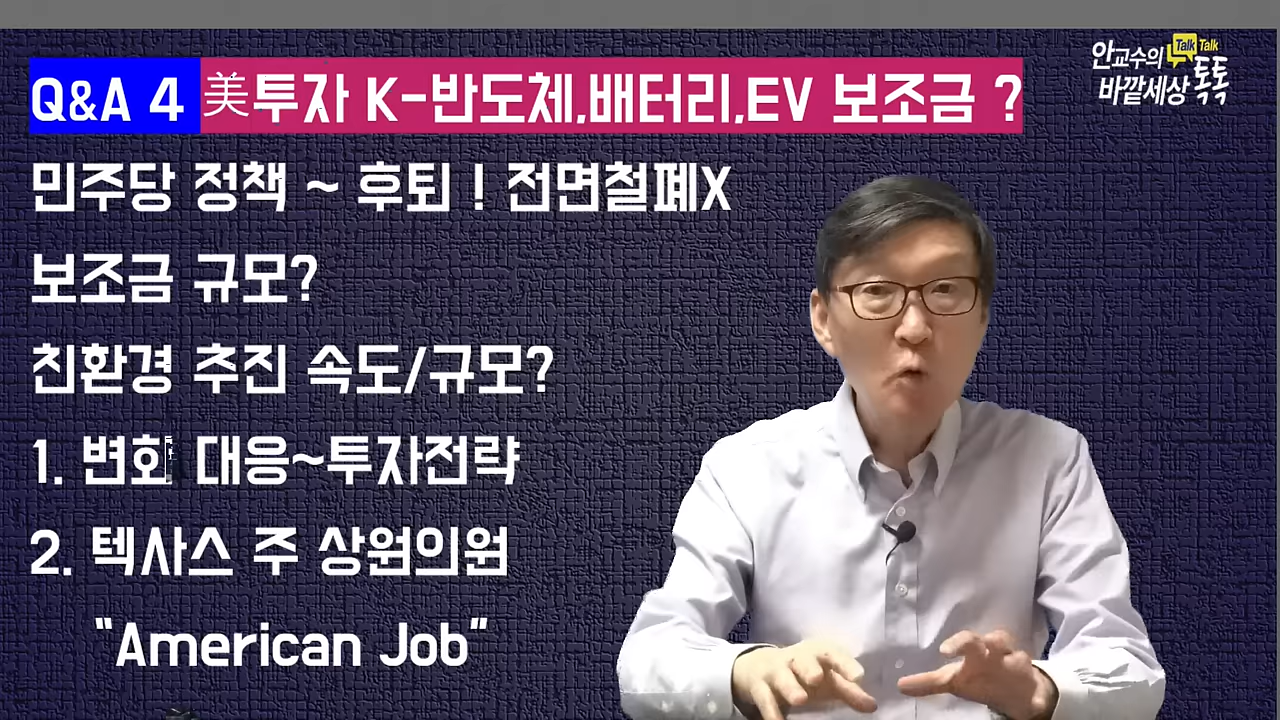 안교수의 Talk Talk
바깥세상 톡톡
Q&A 4 美투자 K-반도체,배터리,EV 보조금 ?
민주당 정책 ~ 후퇴 ! 전면철폐X
보조금 규모?
친환경 추진 속도/규모?
1. 변화 대응~투자전략
2. 텍사스 주 상원의원
"American Job"